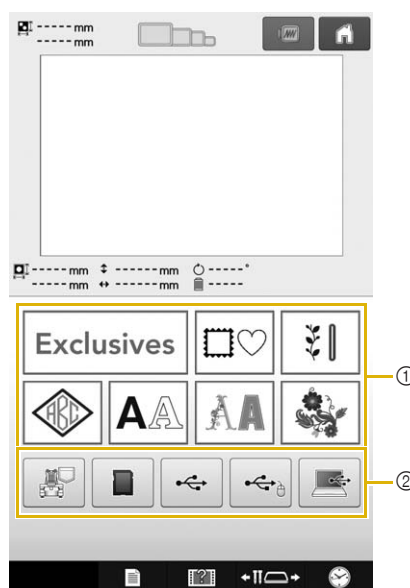 ----- mm
----- mm
----- mm ------ mm -----°
----- mm ------ mm -----
Exclusives
①
ABC
AA
AA
②